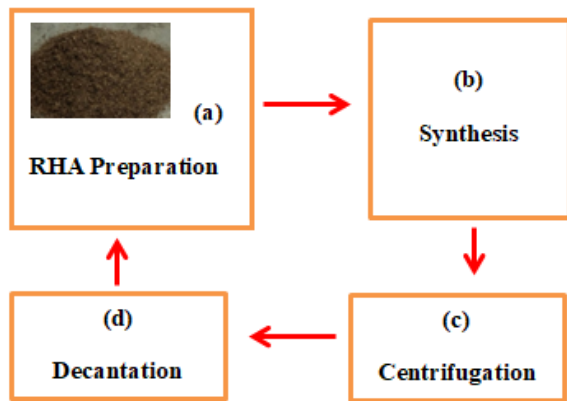 (a)
RHA Preparation
(b)
Synthesis
(d)
Decantation
(c)
Centrifugation